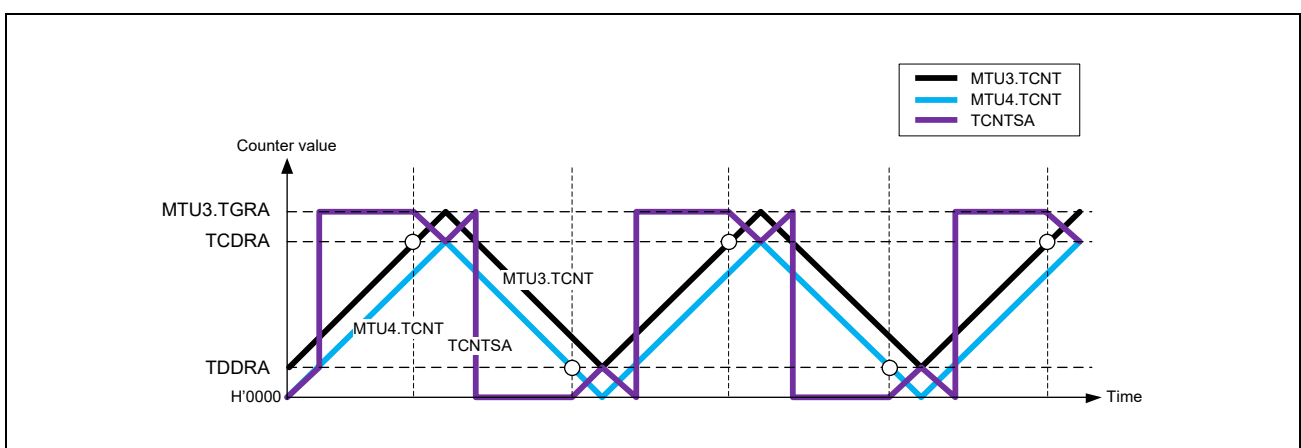 MTU3.TCNT
MTU4.TCNT
TCNTSA
Counter value
MTU3.TGRA
TCDRA
MTU3.TCNT
MTU4.TCNT
TCNTSA
TDDRA
H'0000
Time